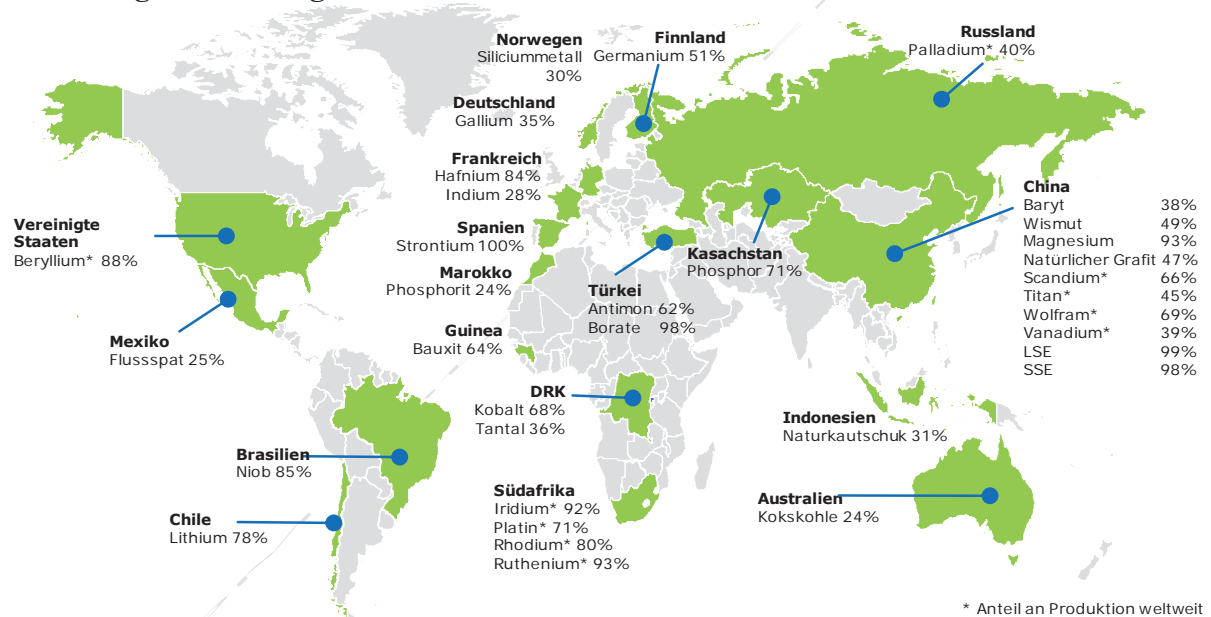 Norwegen
Siliciummetall
30%
Finnland
Germanium 51%
Russland
Palladium* 40%
Deutschland
Gallium 35%
Frankreich
Hafnium 84%
Indium 28%
Spanien
Strontium 100%
Marokko
Phosphorit 24%
Guinea
Bauxit 64%
Vereinigte
Staaten
Beryllium* 88%
Mexiko
Flussspat 25%
Türkei
Antimon 62%
Borate 98%
Kasachstan
Phosphor 71%
China
Baryt 38%
Wismut 49%
Magnesium 93%
Natürlicher Grafit 47%
Scandium* 66%
Titan* 45%
Wolfram* 69%
Vanadium* 39%
LSE 99%
SSE 98%
DRK
Kobalt 68%
Tantal 36%
Indonesien
Naturkautschuk 31%
Brasilien
Niob 85%
Chile
Lithium 78%
Südafrika
Iridium* 92%
Platin* 71%
Rhodium* 80%
Ruthenium* 93%
Australien
Kokskohle 24%
* Anteil an Produktion weltweit